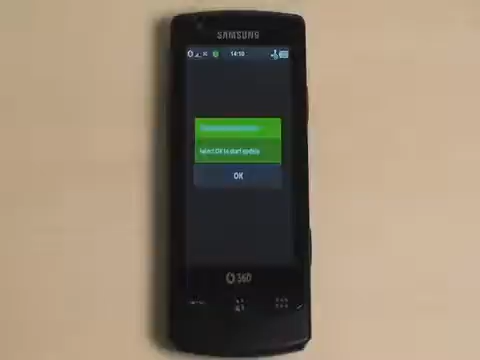 SAMSUNG
14:10
Select OK to start update
OK
360